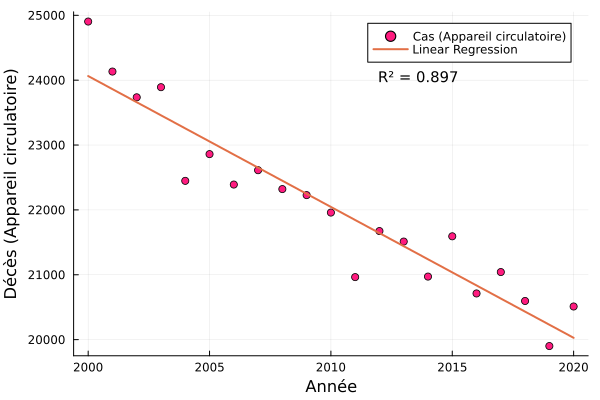 Cas (Appareil circulatoire)
Linear Regression
R² = 0.897
Décès (Appareil circulatoire)
25000
24000
23000
22000
21000
20000
2000 2005 2010 2015 2020
Année